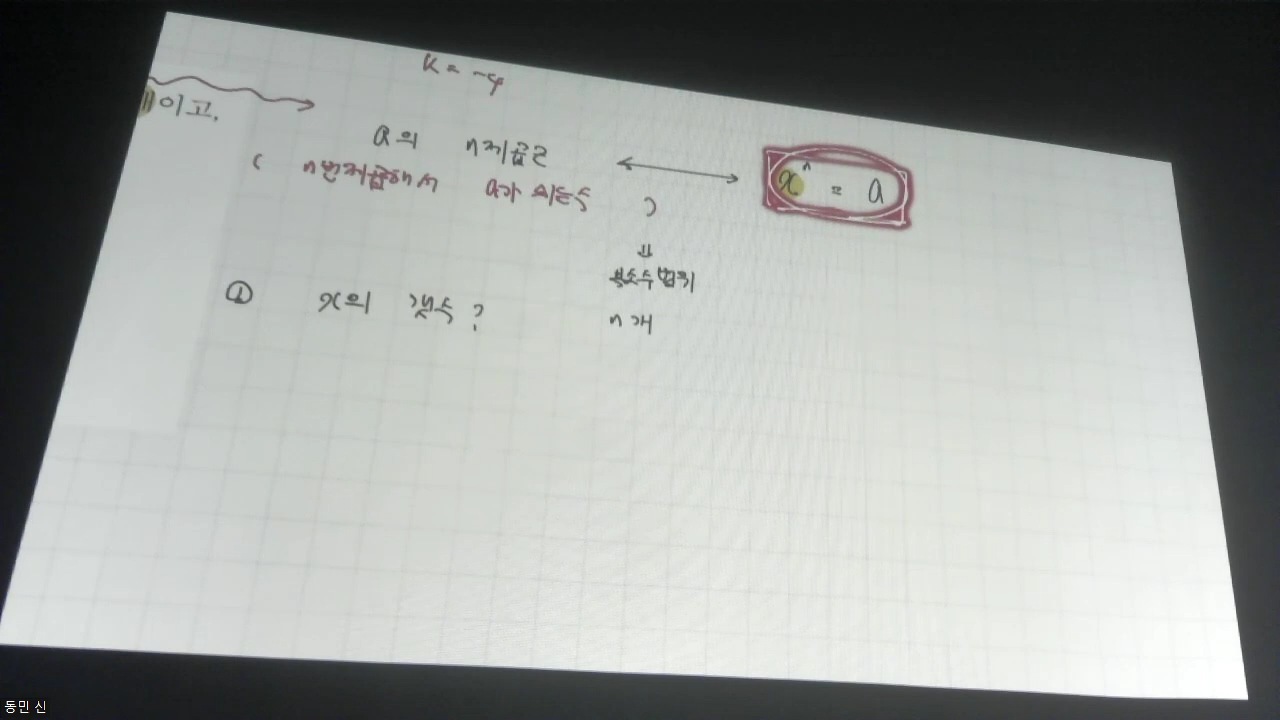 K = -4
이고,
a의 n제곱근 ↔ xⁿ = a
( n번제곱해서 a가 되는수 )
⇓
복소수범위
① x의 갯수? n개
동민 신